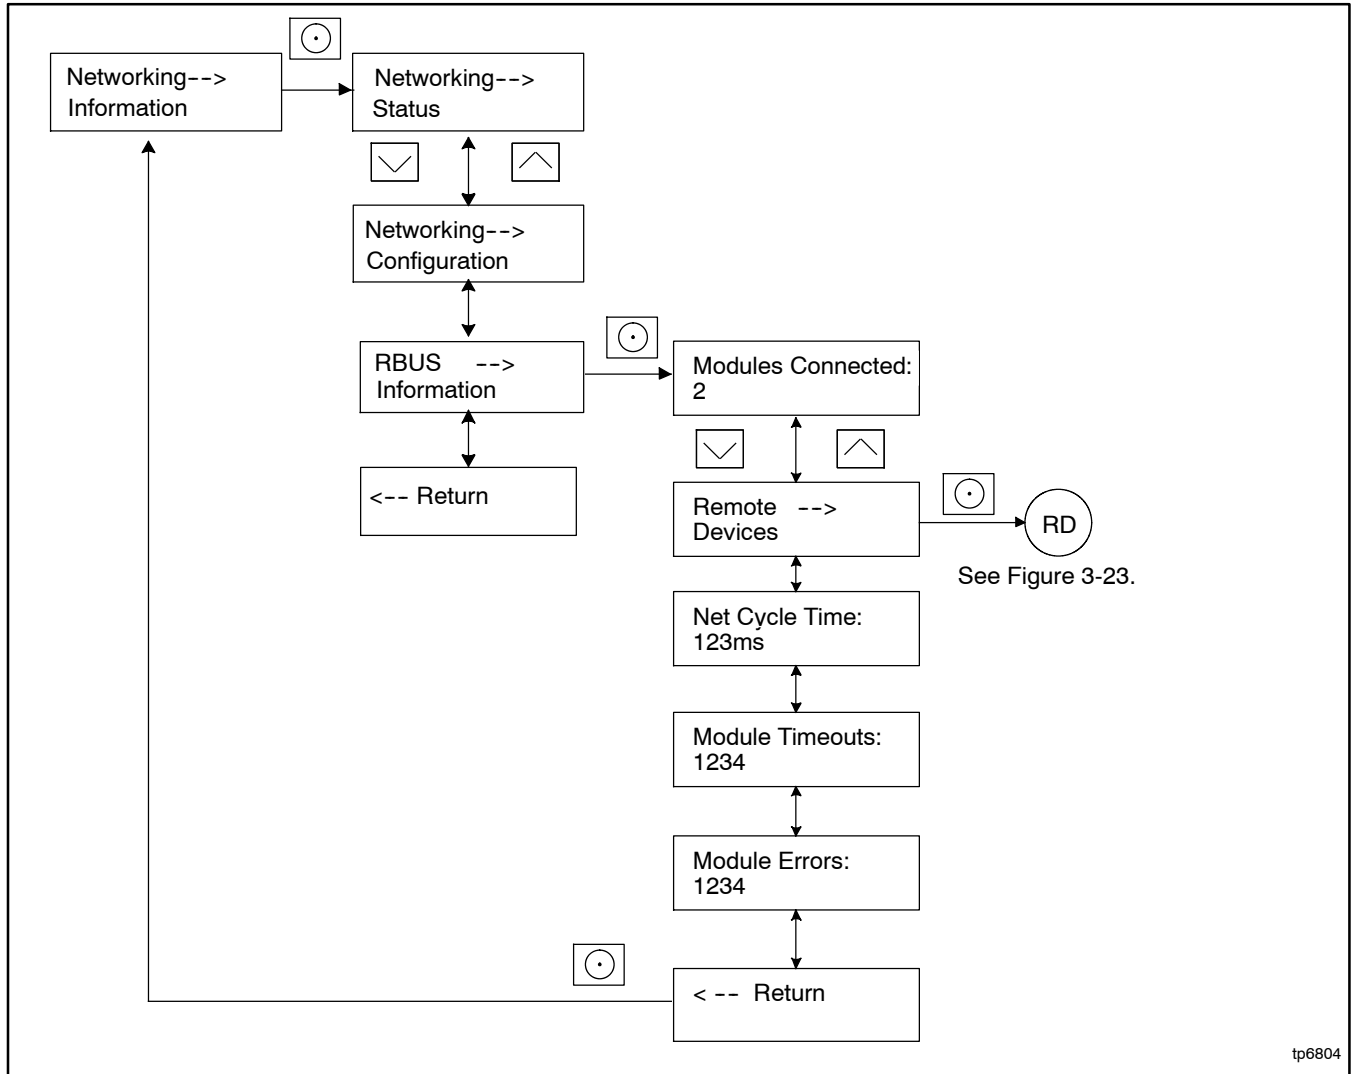 Networking-->
Information
Networking-->
Status
Networking-->
Configuration
RBUS -->
Information
<-- Return
Modules Connected:
2
Remote -->
Devices
RD
See Figure 3-23.
Net Cycle Time:
123ms
Module Timeouts:
1234
Module Errors:
1234
< -- Return
tp6804